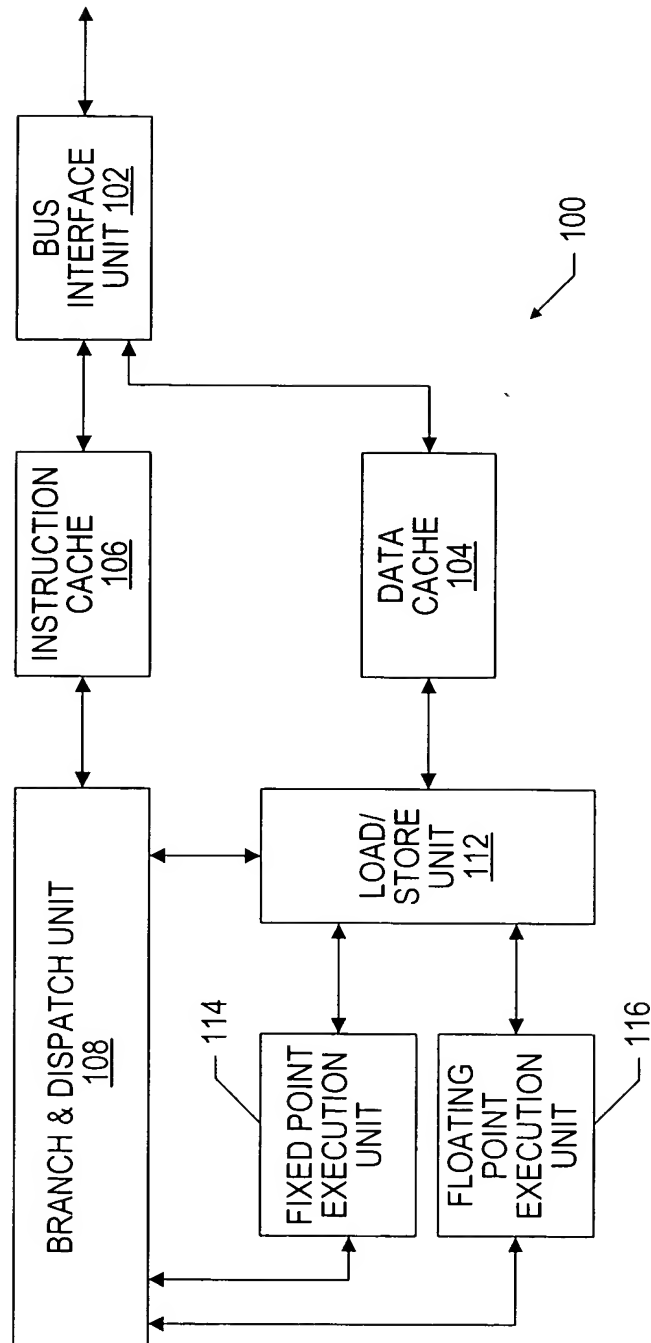 BRANCH & DISPATCH UNIT
108
INSTRUCTION
CACHE
106
BUS
INTERFACE
UNIT 102
114
FIXED POINT
EXECUTION
UNIT
LOAD/
STORE
UNIT
112
DATA
CACHE
104
FLOATING
POINT
EXECUTION
UNIT
116
100